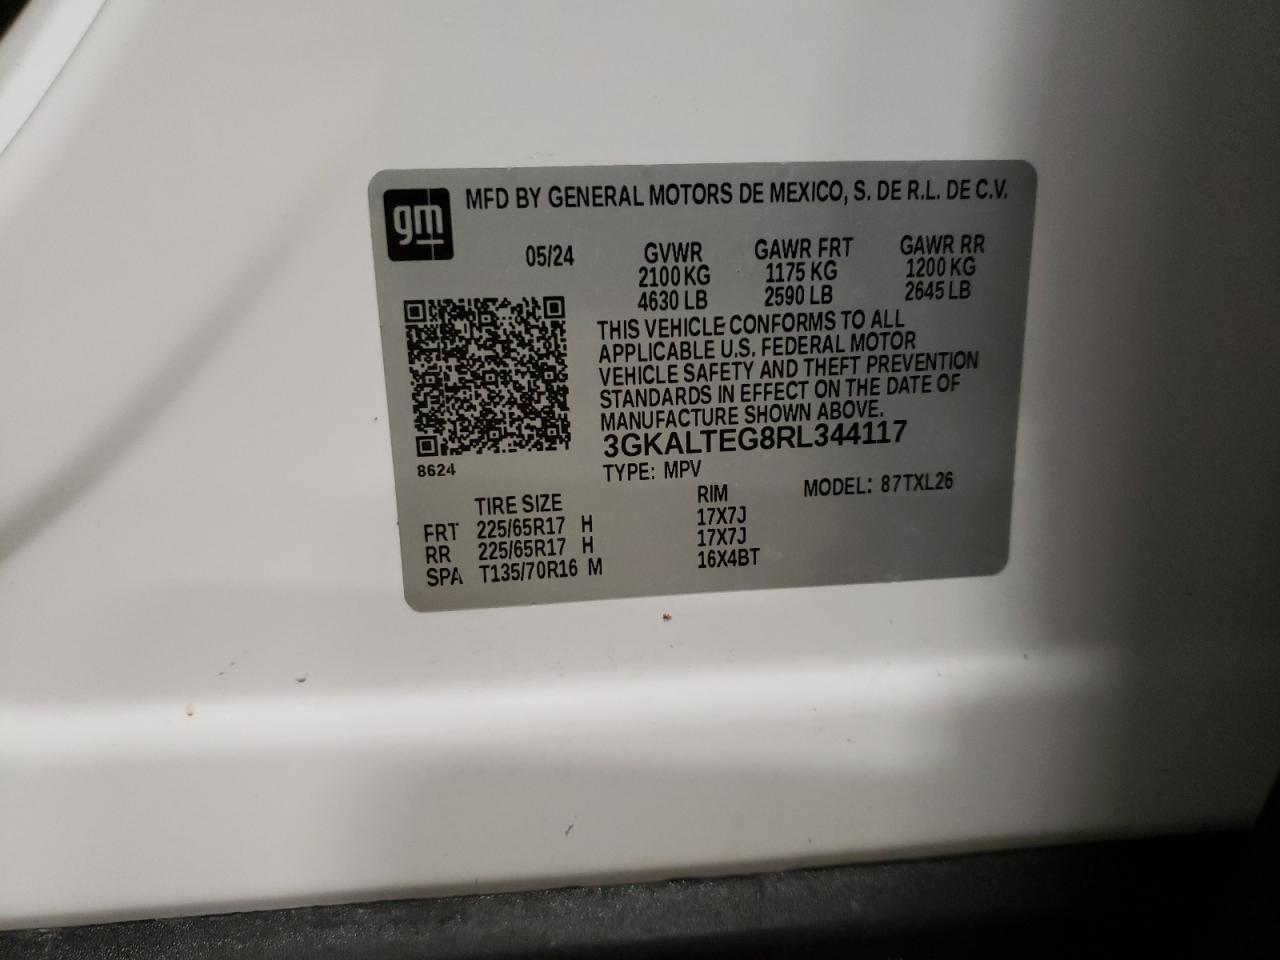 gm
MFD BY GENERAL MOTORS DE MEXICO, S. DE R.L. DE C.V.
05/24 GVWR GAWR FRT GAWR RR
2100 KG 1175 KG 1200 KG
4630 LB 2590 LB 2645 LB
THIS VEHICLE CONFORMS TO ALL
APPLICABLE U.S. FEDERAL MOTOR
VEHICLE SAFETY AND THEFT PREVENTION
STANDARDS IN EFFECT ON THE DATE OF
MANUFACTURE SHOWN ABOVE.
3GKALTEG8RL344117
8624
TYPE: MPV MODEL: 87TXL26
TIRE SIZE RIM
FRT 225/65R17 H 17X7J
RR 225/65R17 H 17X7J
SPA T135/70R16 M 16X4BT